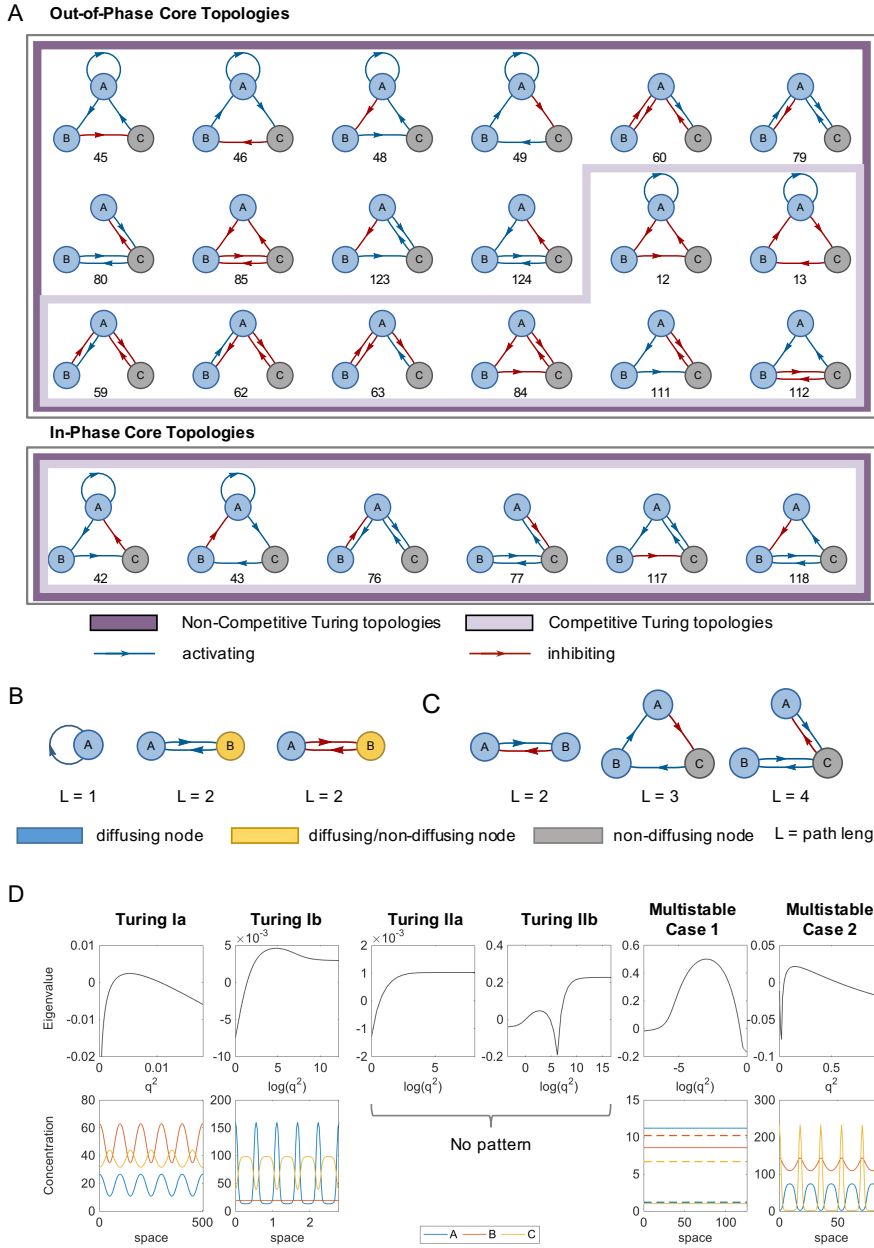 A
Out-of-Phase Core Topologies
A A A A A A
B C B C B C B C B C B C
45 46 48 49 60 79
A A A A A A
B C B C B C B C B C B C
80 85 123 124 12 13
A A A A A A
B C B C B C B C B C B C
59 62 63 84 111 112
In-Phase Core Topologies
A A A A A A
B C B C B C B C B C B C
42 43 76 77 117 118
Non-Competitive Turing topologies Competitive Turing topologies
activating inhibiting
B
A A B A B
L = 1 L = 2 L = 2
C
A B A B C A B C
L = 2 L = 3 L = 4
diffusing node diffusing/non-diffusing node non-diffusing node L = path leng
D
Turing Ia Turing Ib Turing IIa Turing IIb Multistable Case 1 Multistable Case 2
Eigenvalue
0.01 0 -0.01 -0.02
0 0.01
q²
×10⁻³
5 0 -5 -10
0 5 10
log(q²)
×10⁻³
2 1 0 -1 -2
0 5
log(q²)
0.4 0.2 0 -0.2
0 5 10 15
log(q²)
0.6 0.4 0.2 0 -0.2
-5 0
log(q²)
0.05 0 -0.05 -0.1
0 0.5
q²
Concentration
80 60 40 20 0
0 500
space
200 150 100 50 0
0 2
space
No pattern
15 10 5 0
0 50 100
space
300 200 100 0
0 50
space
A B C